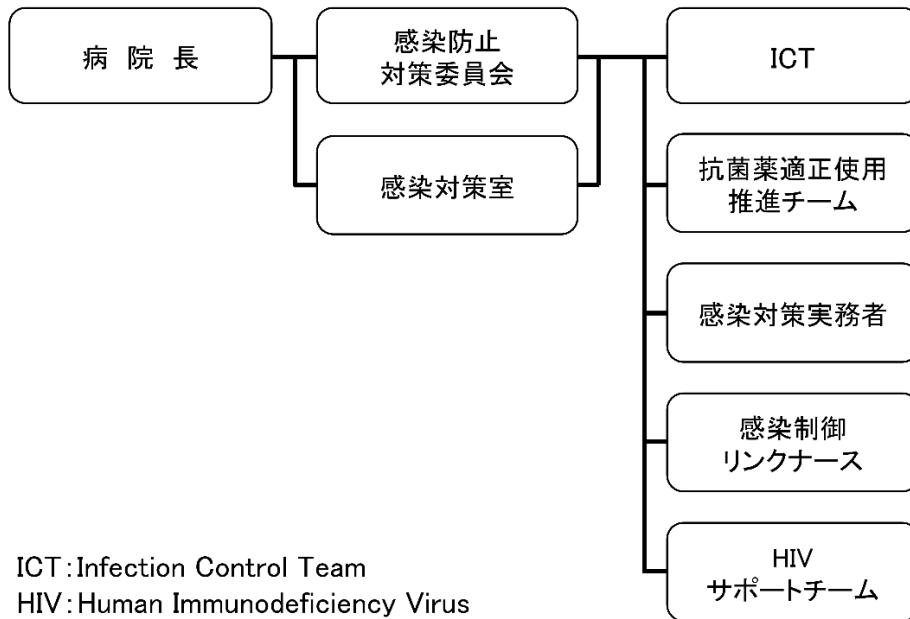 病 院 長
感染防止
対策委員会
感染対策室
ICT
抗菌薬適正使用
推進チーム
感染対策実務者
感染制御
リンクナース
HIV
サポートチーム
ICT:Infection Control Team
HIV:Human Immunodeficiency Virus